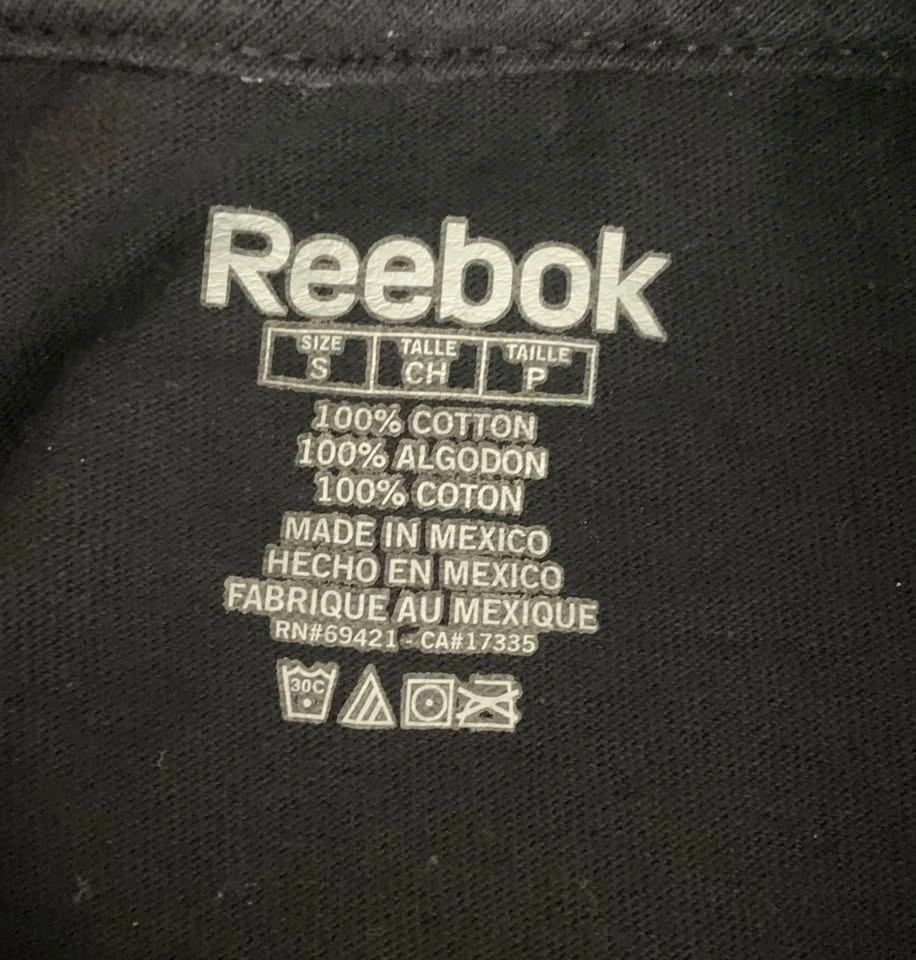 Reebok
SIZE TALLE TAILLE
S CH P
100% COTTON
100% ALGODON
100% COTON
MADE IN MEXICO
HECHO EN MEXICO
FABRIQUE AU MEXIQUE
RN#69421 - CA#17335
30C